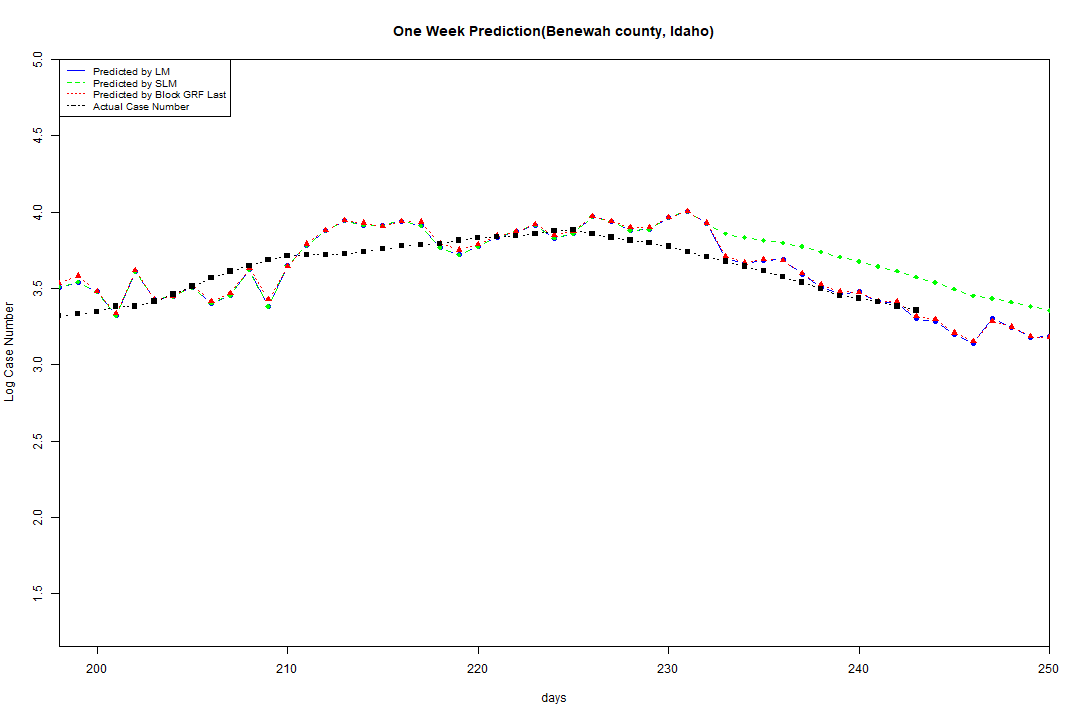 One Week Prediction(Benewah county, Idaho)
Predicted by LM
Predicted by SLM
Predicted by Block GRF Last
Actual Case Number
5.0
4.5
4.0
3.5
3.0
2.5
2.0
1.5
Log Case Number
200 210 220 230 240 250
days